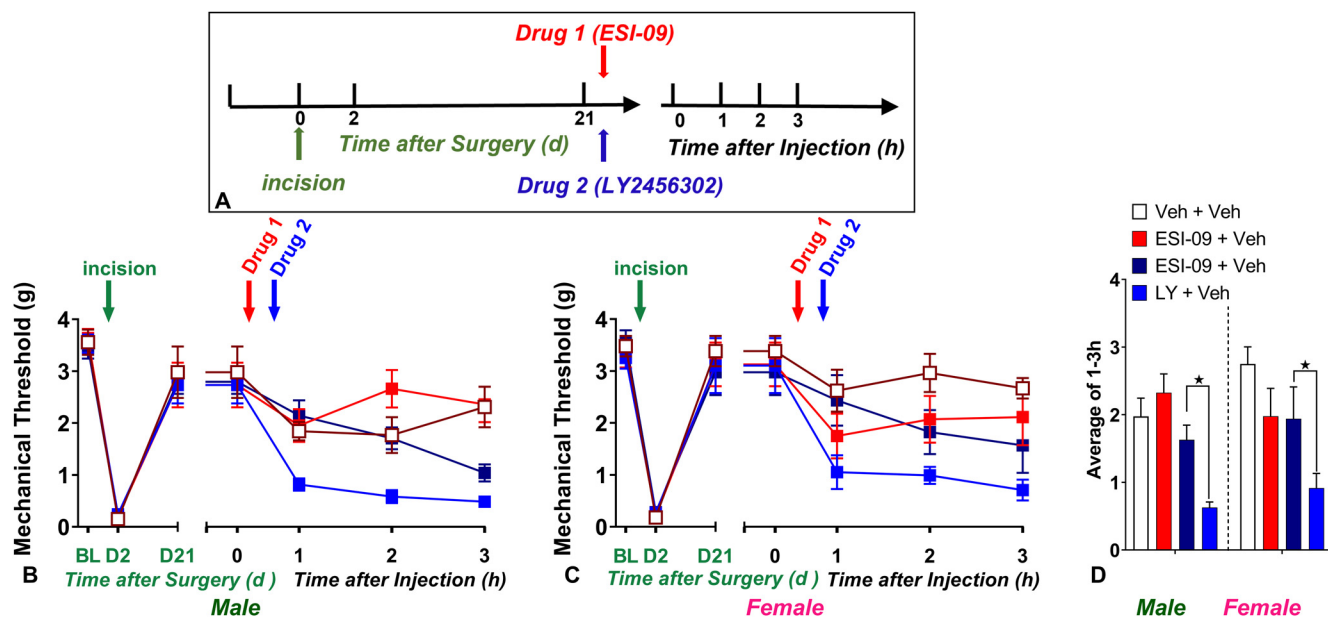 Drug 1 (ESI-09)
0 2 21 0 1 2 3
Time after Surgery (d) Time after Injection (h)
incision
Drug 2 (LY2456302)
A
Drug 1
Drug 2
incision
Mechanical Threshold (g)
4
3
2
1
0
BL D2 D21 0 1 2 3
Time after Surgery (d ) Time after Injection (h)
B
Male
Drug 1
Drug 2
incision
Mechanical Threshold (g)
4
3
2
1
0
BL D2 D21 0 1 2 3
Time after Surgery (d ) Time after Injection (h)
C
Female
Veh + Veh
ESI-09 + Veh
ESI-09 + Veh
LY + Veh
Average of 1-3h
4
3
2
1
0
★
★
D
Male Female